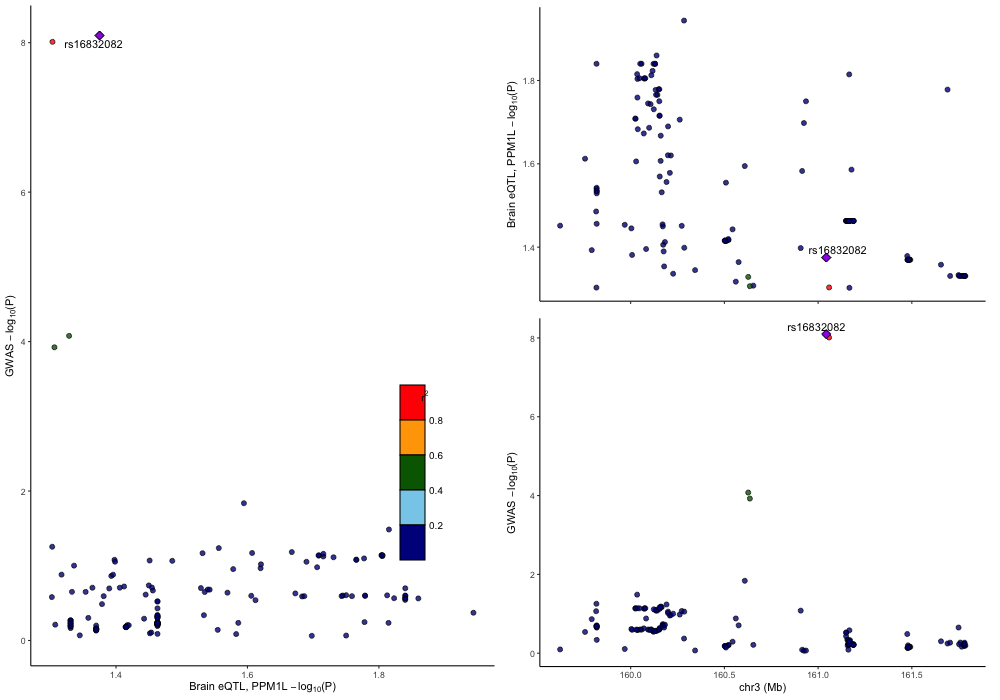 8
6
4
2
0
GWAS −log10(P)
rs16832082
r2
0.8
0.6
0.4
0.2
1.4
1.6
1.8
Brain eQTL, PPM1L −log10(P)
1.8
1.6
1.4
Brain eQTL, PPM1L −log10(P)
rs16832082
8
6
4
2
0
GWAS −log10(P)
rs16832082
160.0
160.5
161.0
161.5
chr3 (Mb)